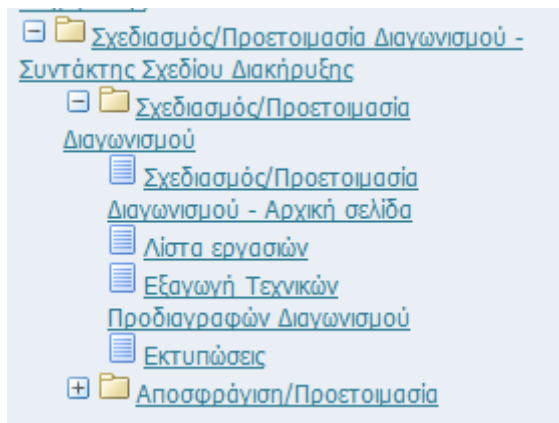 Σχεδιασμός/Προετοιμασία Διαγωνισμού -
Συντάκτης Σχεδίου Διακήρυξης
Σχεδιασμός/Προετοιμασία
Διαγωνισμού
Σχεδιασμός/Προετοιμασία
Διαγωνισμού - Αρχική σελίδα
Λίστα εργασιών
Εξαγωγή Τεχνικών
Προδιαγραφών Διαγωνισμού
Εκτυπώσεις
Αποσφράγιση/Προετοιμασία